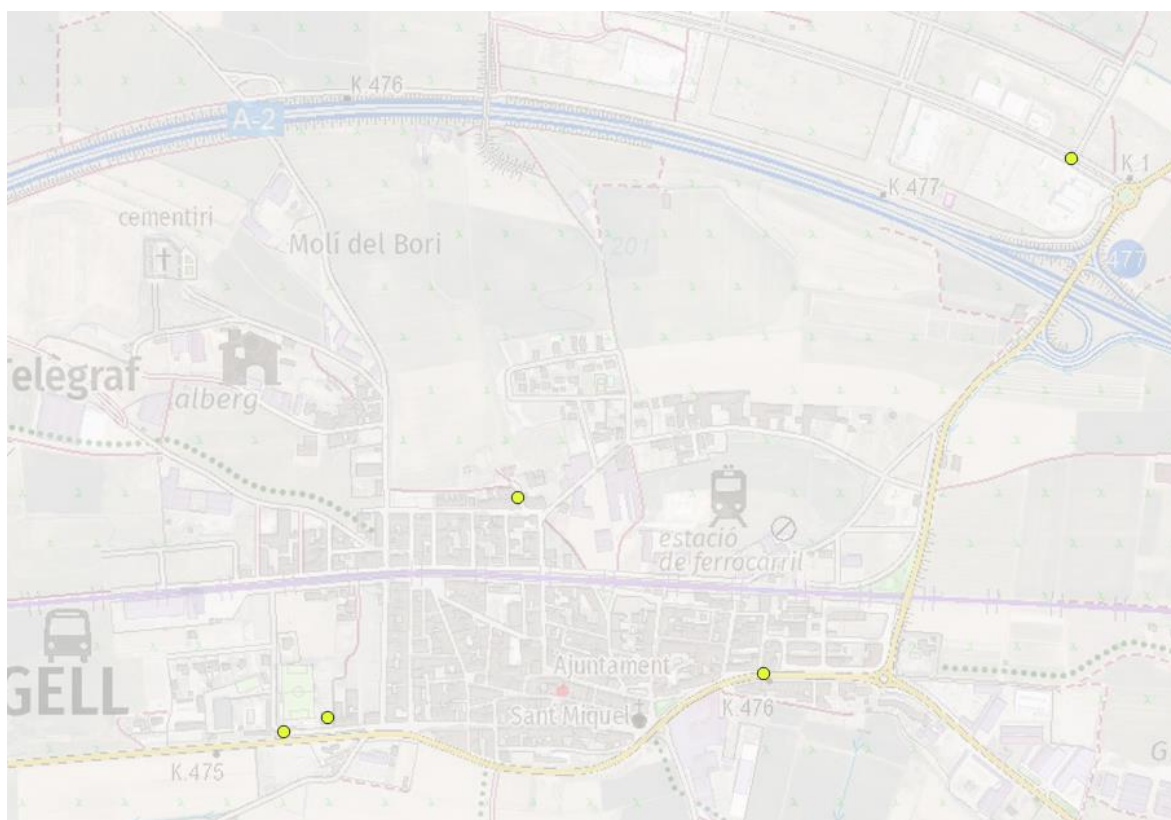 K 476
A-2
K 1
K 477
cementiri
Molí del Bori
201
477
Telegraf
alberg
estació
de ferrocarril
GELL
Ajuntament
Sant Miquel
K 476
K.475
G